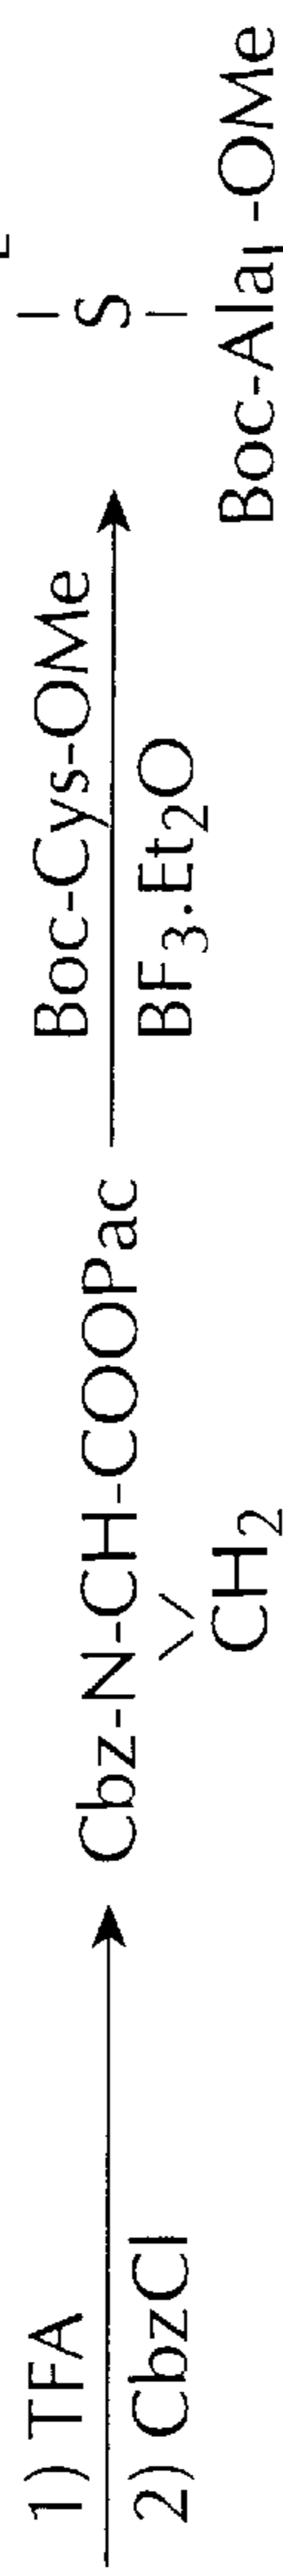 1) TFA
2) CbzCl
Cbz-N-CH-COOPac
CH2
Boc-Cys-OMe
BF3.Et2O
S
Boc-Ala-OMe